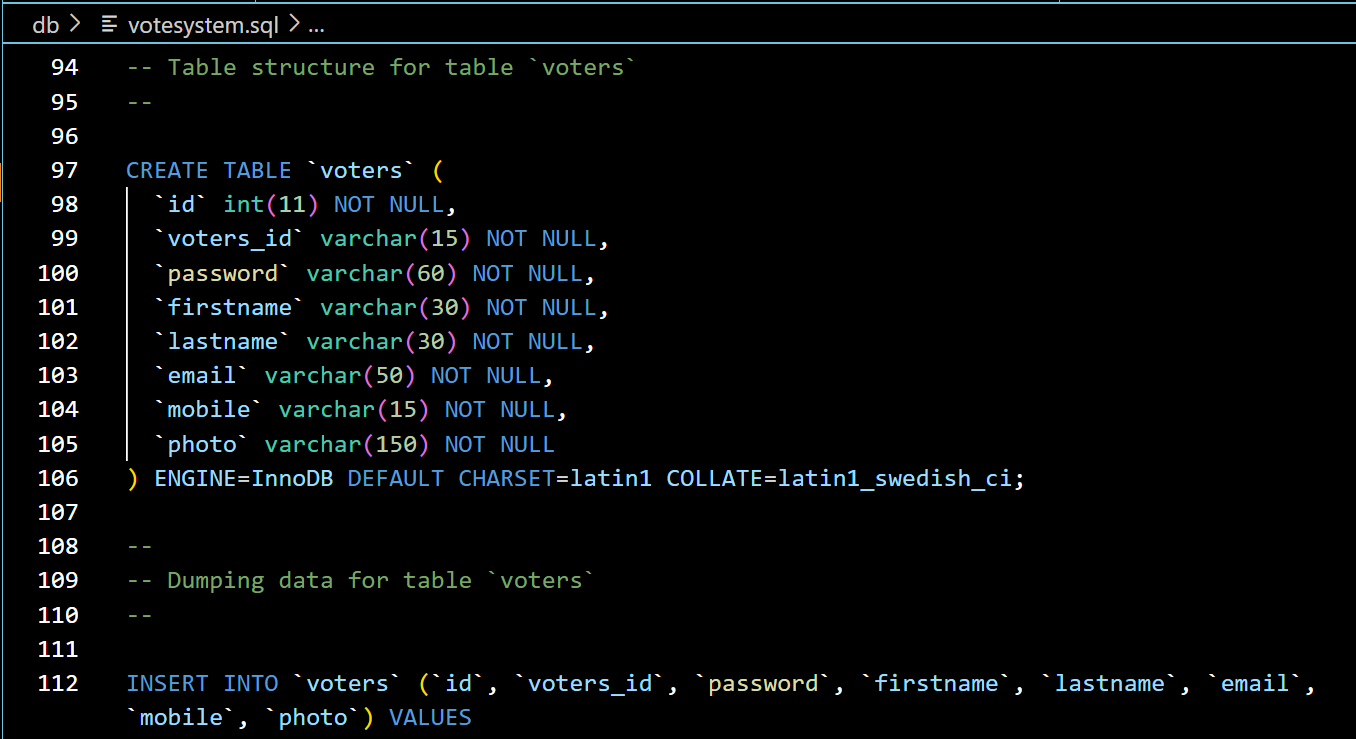 db > votesystem.sql > ...
94 -- Table structure for table `voters`
95 --
96
97 CREATE TABLE `voters` (
98 `id` int(11) NOT NULL,
99 `voters_id` varchar(15) NOT NULL,
100 `password` varchar(60) NOT NULL,
101 `firstname` varchar(30) NOT NULL,
102 `lastname` varchar(30) NOT NULL,
103 `email` varchar(50) NOT NULL,
104 `mobile` varchar(15) NOT NULL,
105 `photo` varchar(150) NOT NULL
106 ) ENGINE=InnoDB DEFAULT CHARSET=latin1 COLLATE=latin1_swedish_ci;
107
108 --
109 -- Dumping data for table `voters`
110 --
111
112 INSERT INTO `voters` (`id`, `voters_id`, `password`, `firstname`, `lastname`, `email`,
`mobile`, `photo`) VALUES